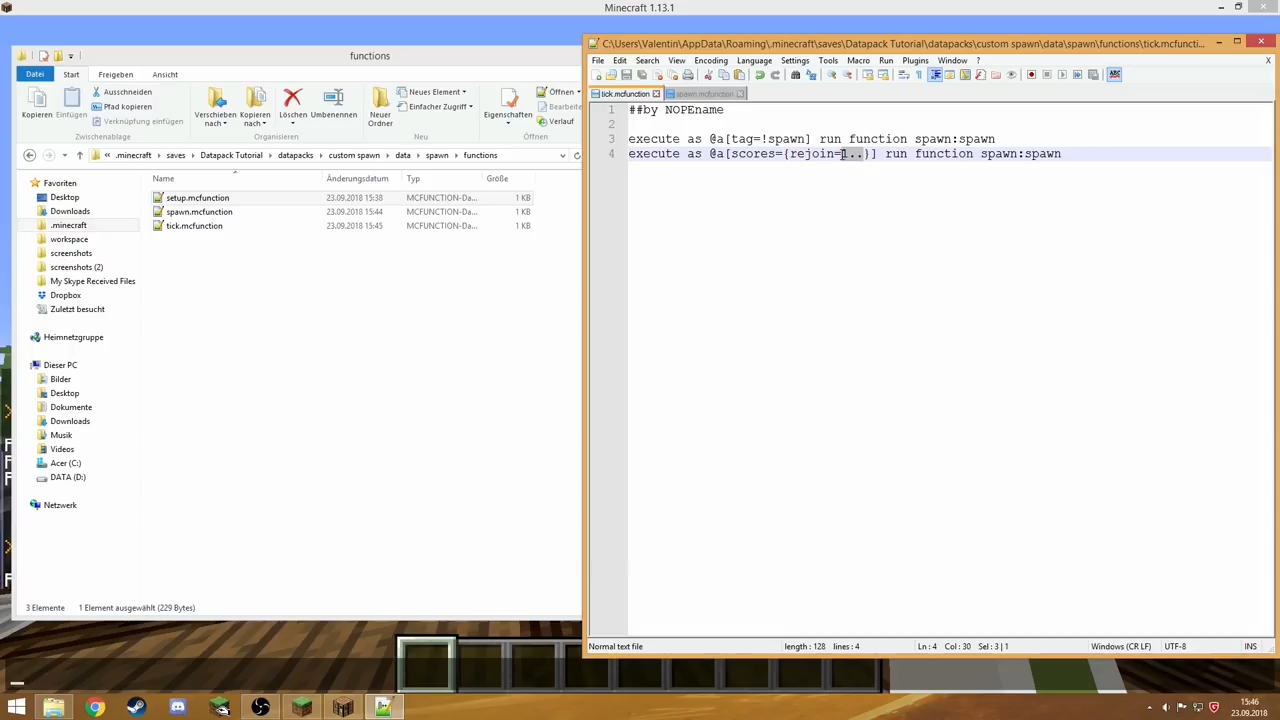 Minecraft 1.13.1
functions
Datei Start Freigeben Ansicht
Kopieren
Einfügen
Ausschneiden
Pfad kopieren
Verknüpfung einfügen
Zwischenablage
Verschieben nach
Kopieren nach
Löschen
Umbenennen
Organisieren
Neuer Ordner
Neues Element
Einfacher Zugriff
Neu
Eigenschaften
Öffnen
Bearbeite
Verlauf
Öffnen
« .minecraft saves Datapack Tutorial datapacks custom spawn data spawn functions
Favoriten
Desktop
Downloads
.minecraft
workspace
screenshots
screenshots (2)
My Skype Received Files
Dropbox
Zuletzt besucht
Heimnetzgruppe
Dieser PC
Bilder
Desktop
Dokumente
Downloads
Musik
Videos
Acer (C:)
DATA (D:)
Netzwerk
Name Änderungsdatum Typ Größe
setup.mcfunction 23.09.2018 15:38 MCFUNCTION-Da... 1 KB
spawn.mcfunction 23.09.2018 15:44 MCFUNCTION-Da... 1 KB
tick.mcfunction 23.09.2018 15:45 MCFUNCTION-Da... 1 KB
3 Elemente 1 Element ausgewählt (229 Bytes)
C:\Users\Valentin\AppData\Roaming\.minecraft\saves\Datapack Tutorial\datapacks\custom spawn\data\spawn\functions\tick.mcfuncti...
File Edit Search View Encoding Language Settings Tools Macro Run Plugins Window ? X
tick.mcfunction spawn.mcfunction
1 ##by NOPEname
2
3 execute as @a[tag=!spawn] run function spawn:spawn
4 execute as @a[scores={rejoin=1..}] run function spawn:spawn
Normal text file length : 128 lines : 4 Ln : 4 Col : 30 Sel : 3 | 1 Windows (CR LF) UTF-8 INS
15:46
23.09.2018